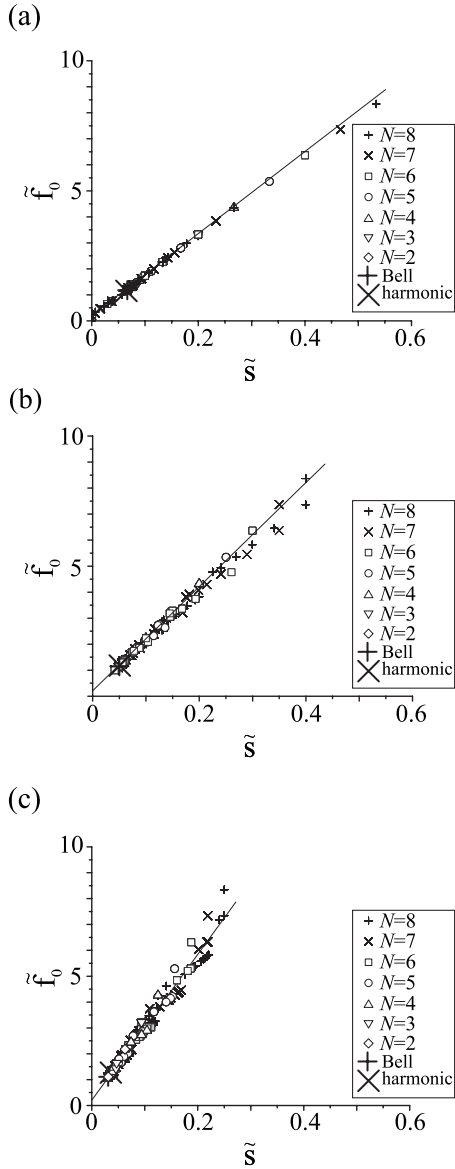 (a)
10
5
0
f̃₀
0
0.2
0.4
0.6
s̃
N=8
N=7
N=6
N=5
N=4
N=3
N=2
Bell
harmonic
(b)
10
5
f̃₀
0
0.2
0.4
0.6
s̃
N=8
N=7
N=6
N=5
N=4
N=3
N=2
Bell
harmonic
(c)
10
5
0
f̃₀
0
0.2
0.4
0.6
s̃
N=8
N=7
N=6
N=5
N=4
N=3
N=2
Bell
harmonic